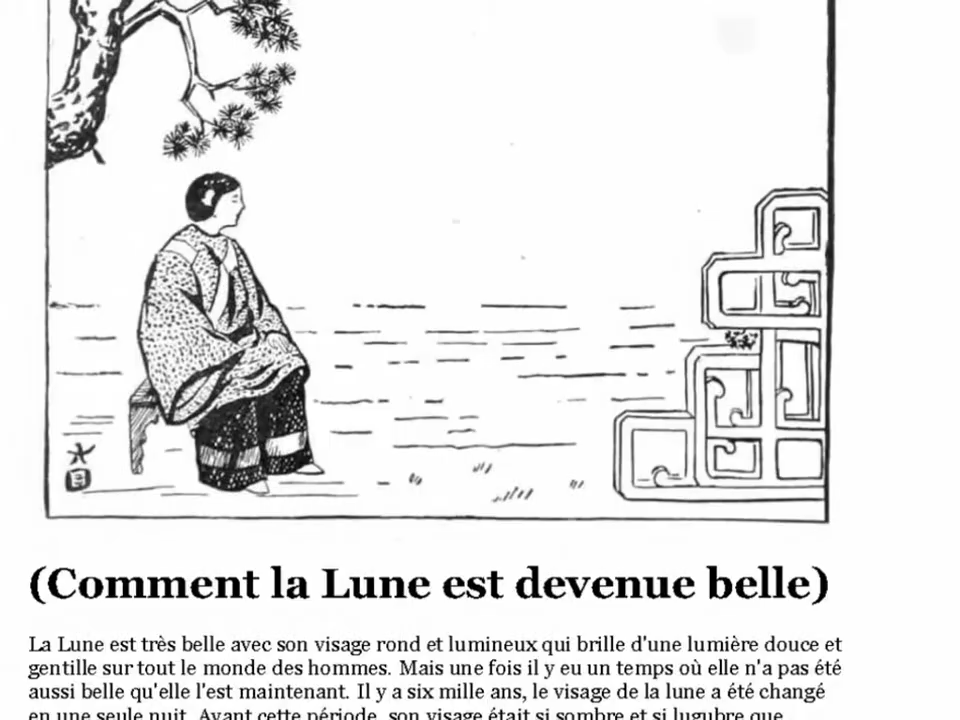 (Comment la Lune est devenue belle)
La Lune est très belle avec son visage rond et lumineux qui brille d'une lumière douce et
gentille sur tout le monde des hommes. Mais une fois il y eu un temps où elle n'a pas été
aussi belle qu'elle l'est maintenant. Il y a six mille ans, le visage de la lune a été changé
en une seule nuit. Avant cette période, son visage était si sombre et si lugubre que